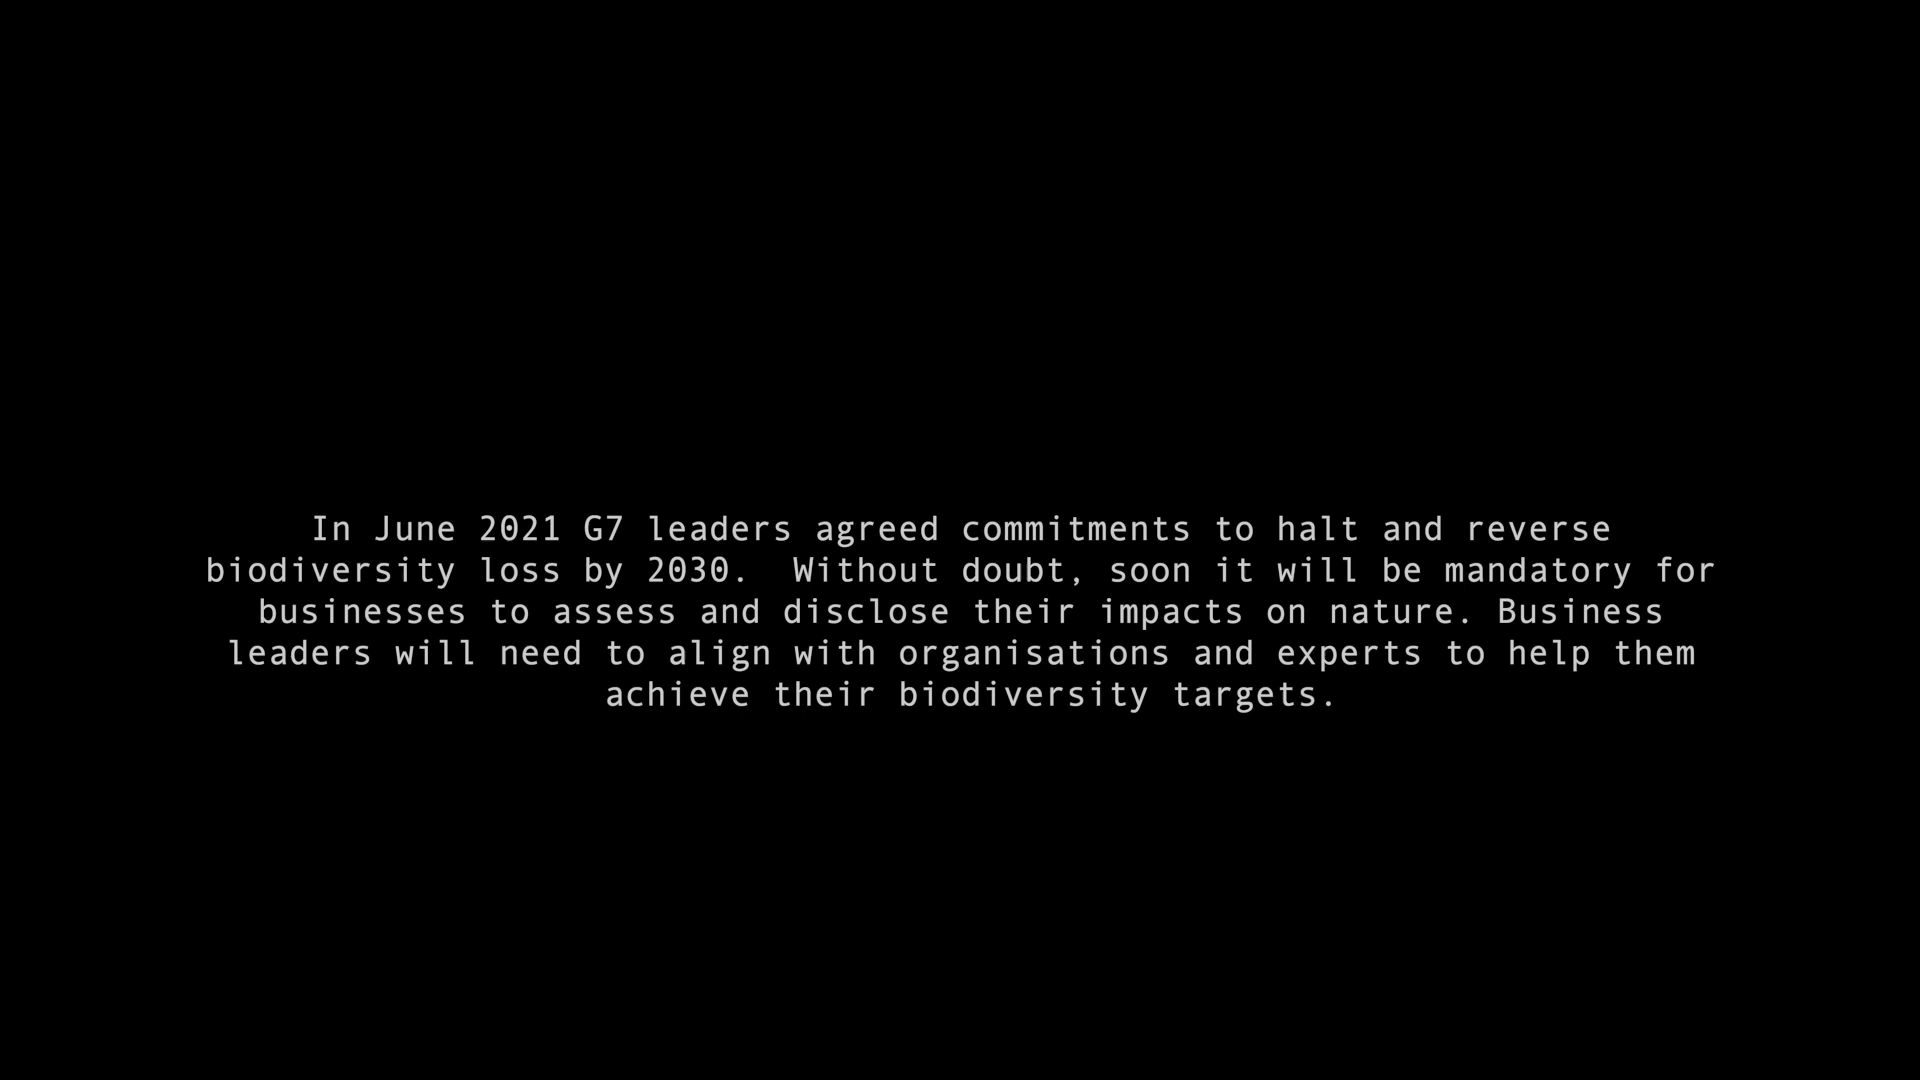 In June 2021 G7 leaders agreed commitments to halt and reverse
biodiversity loss by 2030.  Without doubt, soon it will be mandatory for
businesses to assess and disclose their impacts on nature. Business
leaders will need to align with organisations and experts to help them
achieve their biodiversity targets.